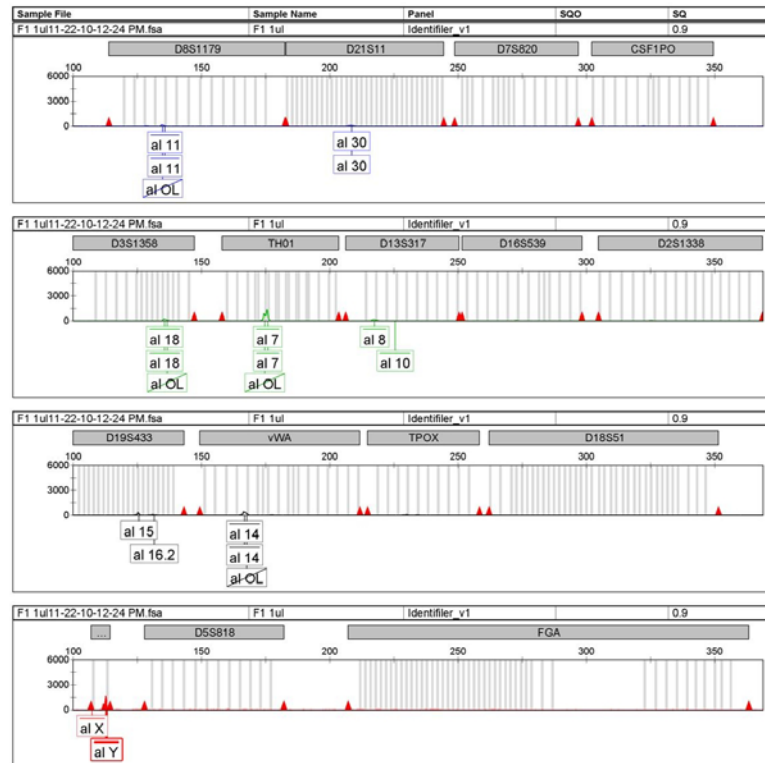 Sample File Sample Name Panel SQO SQ
F1 1ul11-22-10-12-24 PM.fsa F1 1ul Identifiler_v1 0.9
D8S1179 D21S11 D7S820 CSF1PO
100 150 200 250 300 350
6000
3000
0
al 11 al 30
al 11 al 30
al OL
F1 1ul11-22-10-12-24 PM.fsa F1 1ul Identifiler_v1 0.9
D3S1358 TH01 D13S317 D16S539 D2S1338
100 150 200 250 300 350
6000
3000
0
al 18 al 7 al 8
al 18 al 7 al 10
al OL al OL
F1 1ul11-22-10-12-24 PM.fsa F1 1ul Identifiler_v1 0.9
D19S433 vWA TPOX D18S51
100 150 200 250 300 350
6000
3000
0
al 15 al 14
al 16.2 al 14
al OL
F1 1ul11-22-10-12-24 PM.fsa F1 1ul Identifiler_v1 0.9
... D5S818 FGA
100 150 200 250 300 350
6000
3000
0
al X
al Y